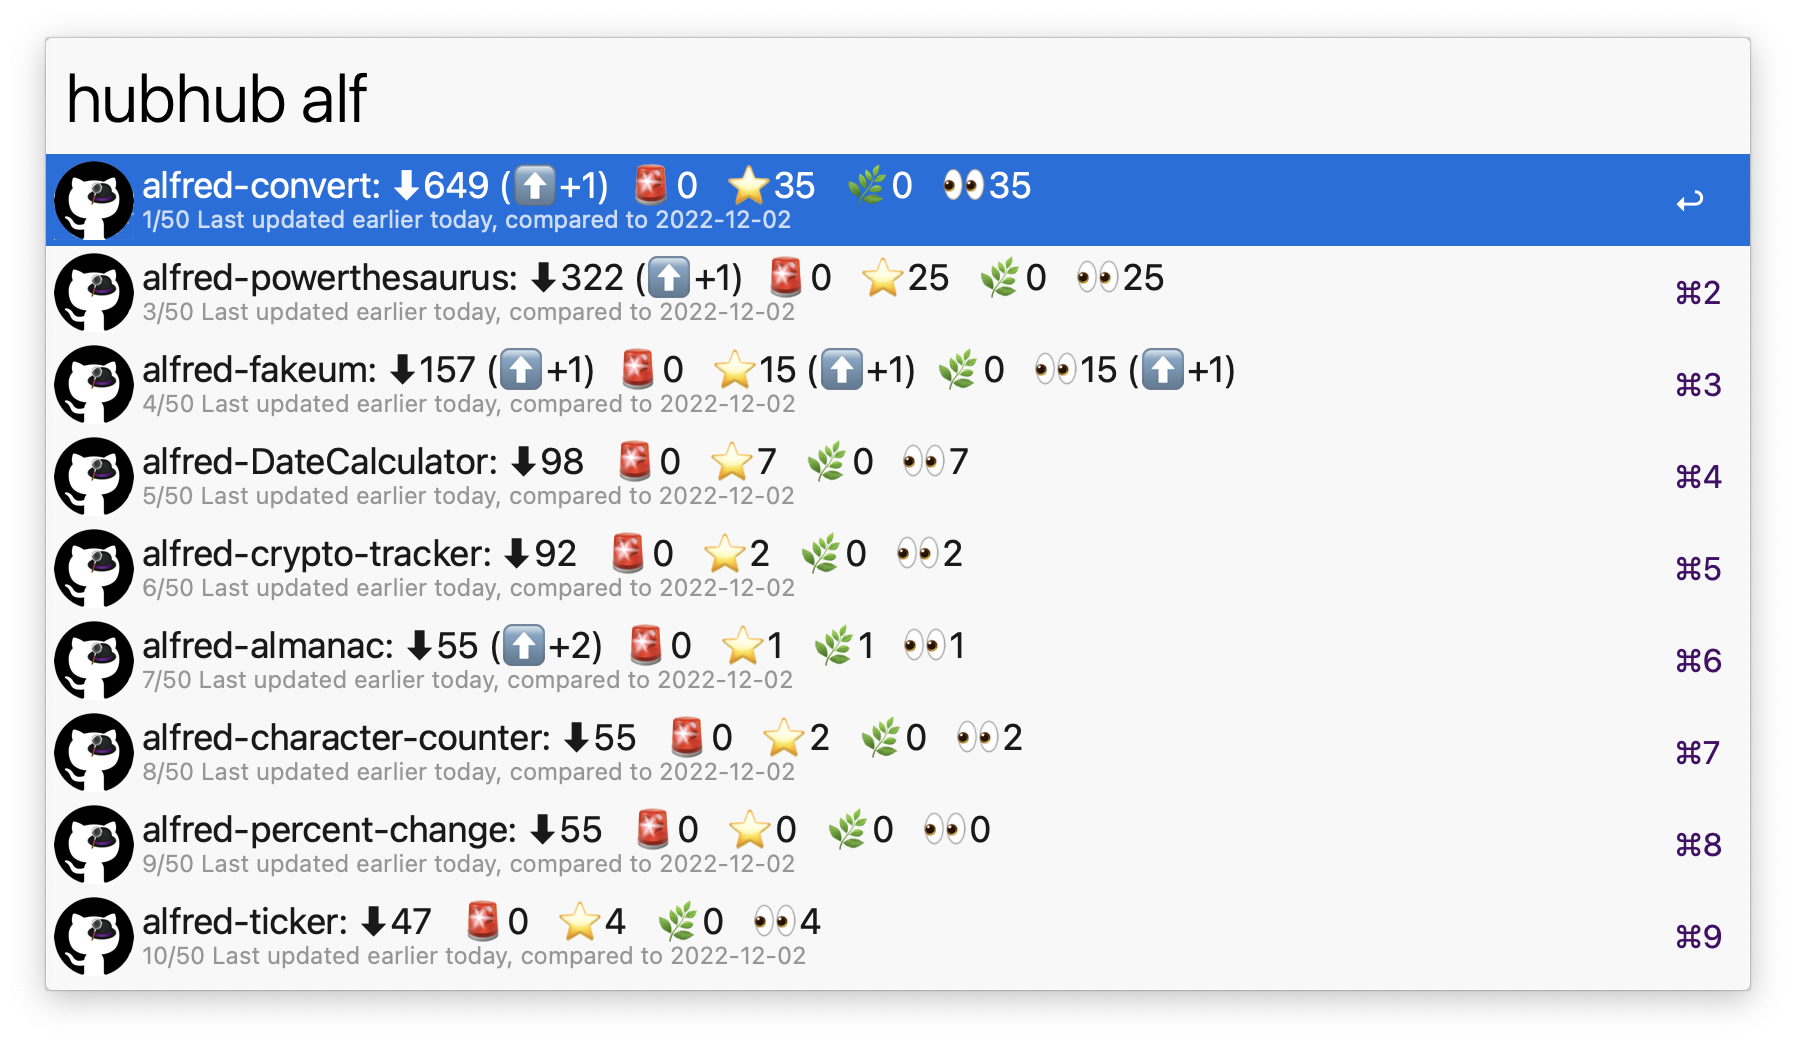 hubhub alf
alfred-convert: ⬇649 (⬆️+1) 🚨0 ⭐35 🌿0 👀35
1/50 Last updated earlier today, compared to 2022-12-02
↩
alfred-powerthesaurus: ⬇322 (⬆️+1) 🚨0 ⭐25 🌿0 👀25
3/50 Last updated earlier today, compared to 2022-12-02
⌘2
alfred-fakeum: ⬇157 (⬆️+1) 🚨0 ⭐15 (⬆️+1) 🌿0 👀15 (⬆️+1)
4/50 Last updated earlier today, compared to 2022-12-02
⌘3
alfred-DateCalculator: ⬇98 🚨0 ⭐7 🌿0 👀7
5/50 Last updated earlier today, compared to 2022-12-02
⌘4
alfred-crypto-tracker: ⬇92 🚨0 ⭐2 🌿0 👀2
6/50 Last updated earlier today, compared to 2022-12-02
⌘5
alfred-almanac: ⬇55 (⬆️+2) 🚨0 ⭐1 🌿1 👀1
7/50 Last updated earlier today, compared to 2022-12-02
⌘6
alfred-character-counter: ⬇55 🚨0 ⭐2 🌿0 👀2
8/50 Last updated earlier today, compared to 2022-12-02
⌘7
alfred-percent-change: ⬇55 🚨0 ⭐0 🌿0 👀0
9/50 Last updated earlier today, compared to 2022-12-02
⌘8
alfred-ticker: ⬇47 🚨0 ⭐4 🌿0 👀4
10/50 Last updated earlier today, compared to 2022-12-02
⌘9